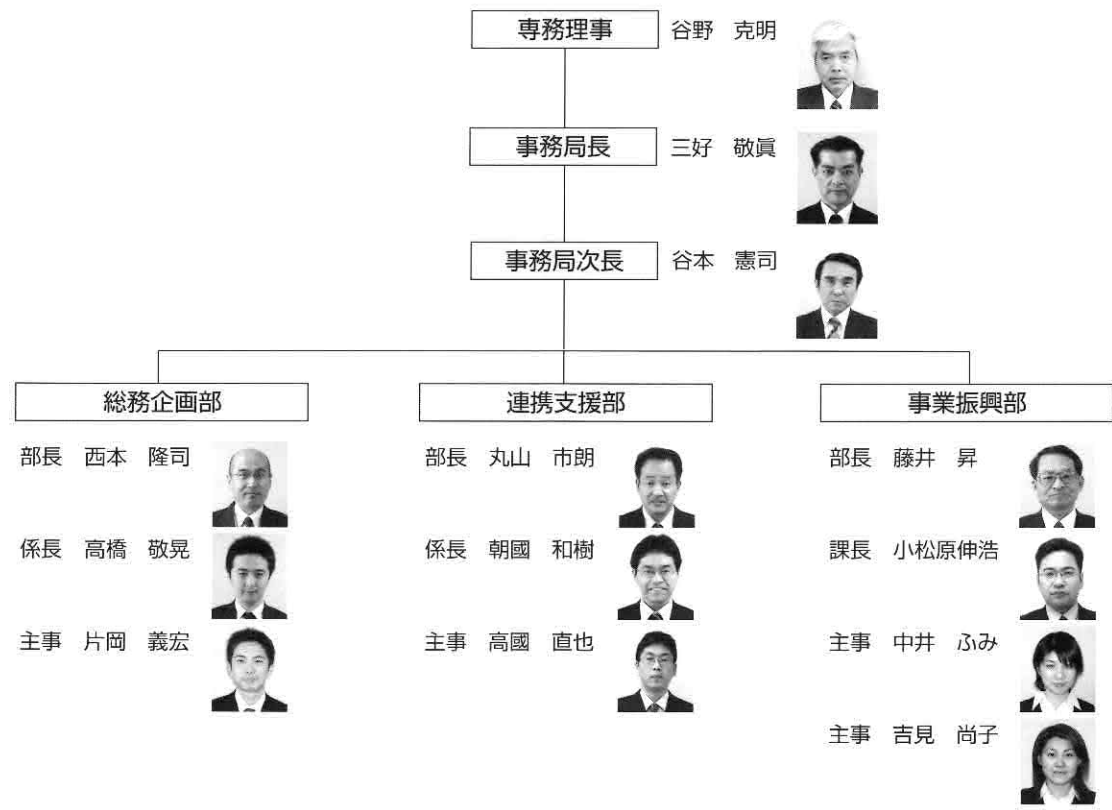 専務理事 谷野 克明
事務局長 三好 敬眞
事務局次長 谷本 憲司
総務企画部
部長 西本 隆司
係長 高橋 敬晃
主事 片岡 義宏
連携支援部
部長 丸山 市朗
係長 朝國 和樹
主事 高國 直也
事業振興部
部長 藤井 昇
課長 小松原伸浩
主事 中井 ふみ
主事 吉見 尚子